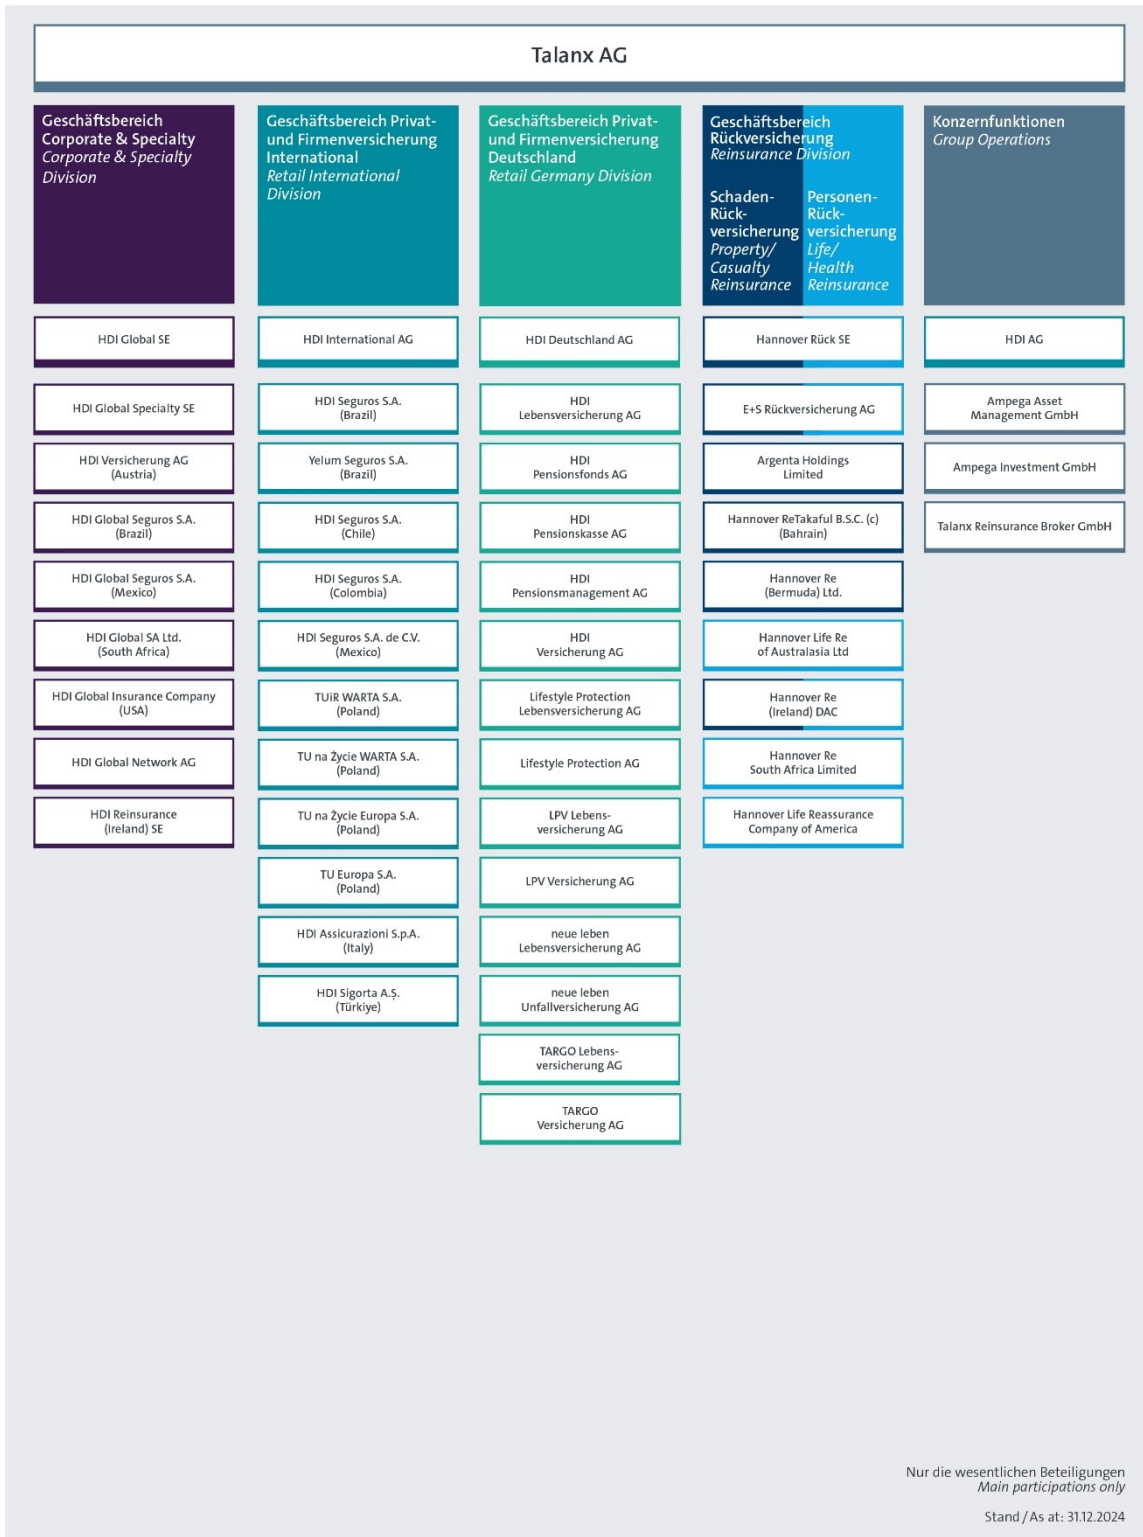 Talanx AG
Geschäftsbereich
Corporate & Specialty
Corporate & Specialty
Division
Geschäftsbereich Privat-
und Firmenversicherung
International
Retail International
Division
Geschäftsbereich Privat-
und Firmenversicherung
Deutschland
Retail Germany Division
Geschäftsbereich
Rückversicherung
Reinsurance Division
Schaden-
Rück-
versicherung
Property/
Casualty
Reinsurance
Personen-
Rück-
versicherung
Life/
Health
Reinsurance
Konzernfunktionen
Group Operations
HDI Global SE
HDI Global Specialty SE
HDI Versicherung AG
(Austria)
HDI Global Seguros S.A.
(Brazil)
HDI Global Seguros S.A.
(Mexico)
HDI Global SA Ltd.
(South Africa)
HDI Global Insurance Company
(USA)
HDI Global Network AG
HDI Reinsurance
(Ireland) SE
HDI International AG
HDI Seguros S.A.
(Brazil)
Yelum Seguros S.A.
(Brazil)
HDI Seguros S.A.
(Chile)
HDI Seguros S.A.
(Colombia)
HDI Seguros S.A. de C.V.
(Mexico)
TUiR WARTA S.A.
(Poland)
TU na Życie WARTA S.A.
(Poland)
TU na Życie Europa S.A.
(Poland)
TU Europa S.A.
(Poland)
HDI Assicurazioni S.p.A.
(Italy)
HDI Sigorta A.Ş.
(Türkiye)
HDI Deutschland AG
HDI
Lebensversicherung AG
HDI
Pensionsfonds AG
HDI
Pensionskasse AG
HDI
Pensionsmanagement AG
HDI
Versicherung AG
Lifestyle Protection
Lebensversicherung AG
Lifestyle Protection AG
LPV Lebens-
versicherung AG
LPV Versicherung AG
neue leben
Lebensversicherung AG
neue leben
Unfallversicherung AG
TARGO Lebens-
versicherung AG
TARGO
Versicherung AG
Hannover Rück SE
E+S Rückversicherung AG
Argenta Holdings
Limited
Hannover ReTakaful B.S.C. (c)
(Bahrain)
Hannover Re
(Bermuda) Ltd.
Hannover Life Re
of Australasia Ltd
Hannover Re
(Ireland) DAC
Hannover Re
South Africa Limited
Hannover Life Reassurance
Company of America
HDI AG
Ampega Asset
Management GmbH
Ampega Investment GmbH
Talanx Reinsurance Broker GmbH
Nur die wesentlichen Beteiligungen
Main participations only
Stand / As at: 31.12.2024